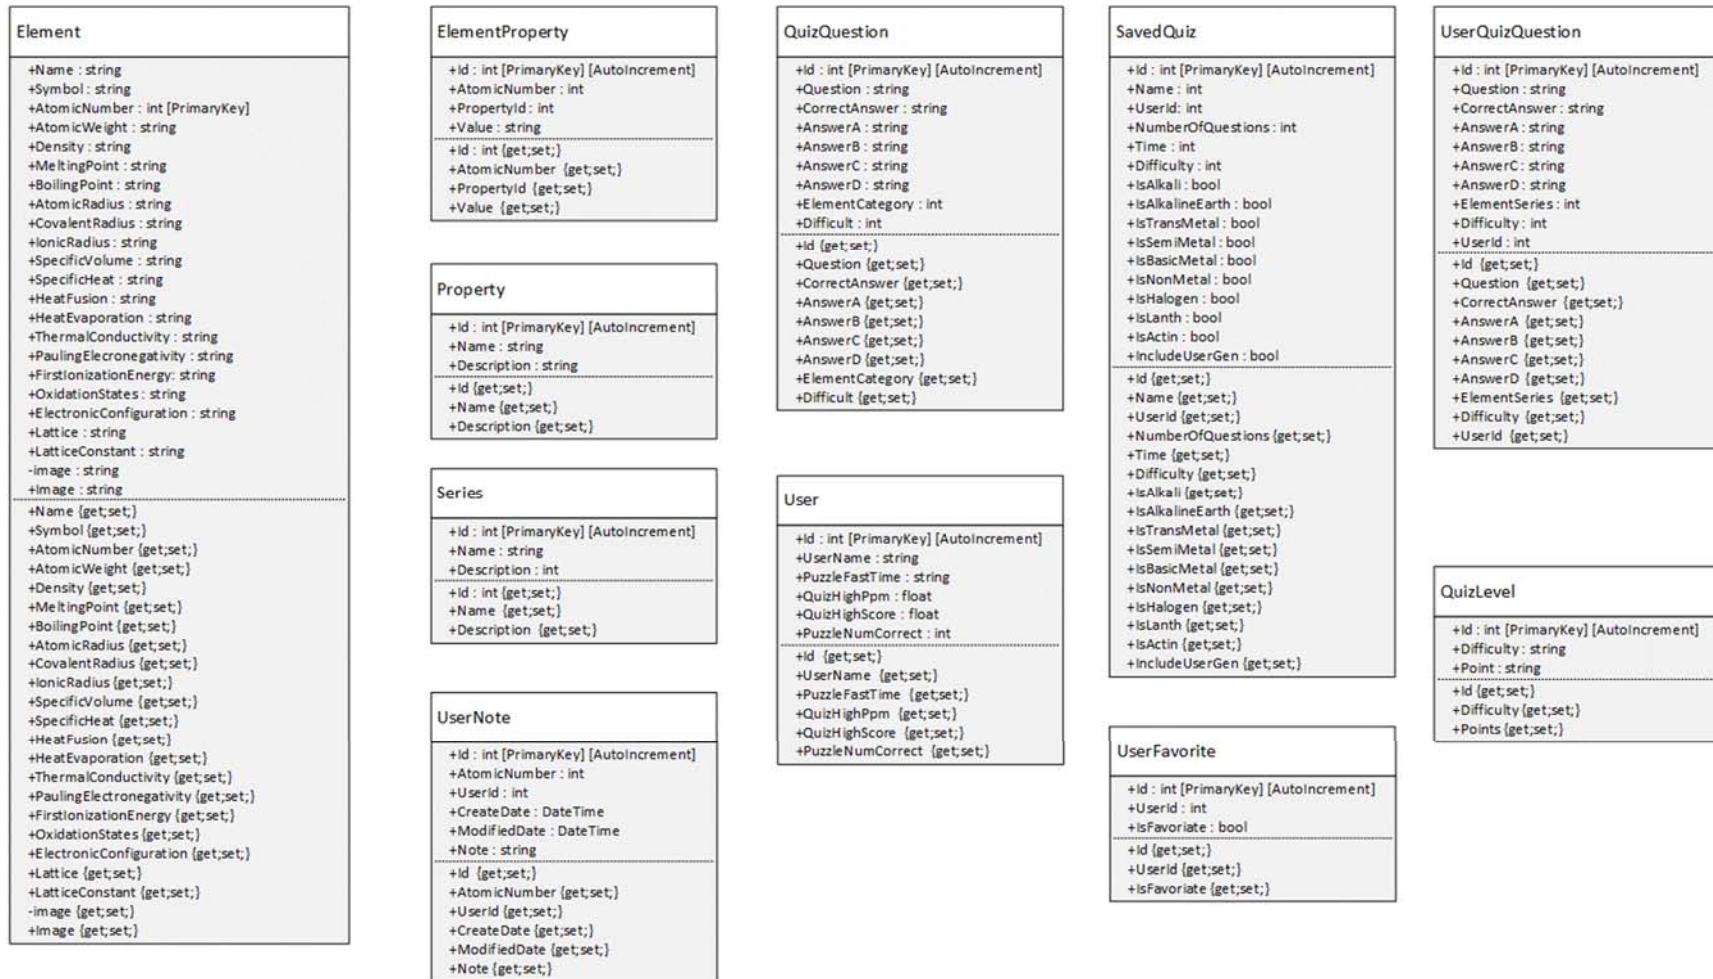 Element
+Name : string
+Symbol : string
+AtomicNumber : int [PrimaryKey]
+AtomicWeight : string
+Density : string
+MeltingPoint : string
+BoilingPoint : string
+AtomicRadius : string
+CovalentRadius : string
+IonicRadius : string
+SpecificVolume : string
+SpecificHeat : string
+HeatFusion : string
+HeatEvaporation : string
+ThermalConductivity : string
+PaulingElecronegativity : string
+FirstIonizationEnergy: string
+OxidationStates : string
+ElectronicConfiguration : string
+Lattice : string
+LatticeConstant : string
-image : string
+Image : string
+Name {get;set;}
+Symbol {get;set;}
+AtomicNumber {get;set;}
+AtomicWeight {get;set;}
+Density {get;set;}
+MeltingPoint {get;set;}
+BoilingPoint {get;set;}
+AtomicRadius {get;set;}
+CovalentRadius {get;set;}
+IonicRadius {get;set;}
+SpecificVolume {get;set;}
+SpecificHeat {get;set;}
+HeatFusion {get;set;}
+HeatEvaporation {get;set;}
+ThermalConductivity {get;set;}
+PaulingElectronegativity {get;set;}
+FirstIonizationEnergy {get;set;}
+OxidationStates {get;set;}
+ElectronicConfiguration {get;set;}
+Lattice {get;set;}
+LatticeConstant {get;set;}
-image {get;set;}
+Image {get;set;}
ElementProperty
+Id : int [PrimaryKey] [AutoIncrement]
+AtomicNumber : int
+PropertyId : int
+Value : string
+Id : int {get;set;}
+AtomicNumber {get;set;}
+PropertyId {get;set;}
+Value {get;set;}
Property
+Id : int [PrimaryKey] [AutoIncrement]
+Name : string
+Description : string
+Id {get;set;}
+Name {get;set;}
+Description {get;set;}
Series
+Id : int [PrimaryKey] [AutoIncrement]
+Name : string
+Description : int
+Id : int {get;set;}
+Name {get;set;}
+Description {get;set;}
UserNote
+Id : int [PrimaryKey] [AutoIncrement]
+AtomicNumber : int
+UserId : int
+CreateDate : DateTime
+ModifiedDate : DateTime
+Note : string
+Id {get;set;}
+AtomicNumber {get;set;}
+UserId {get;set;}
+CreateDate {get;set;}
+ModifiedDate {get;set;}
+Note {get;set;}
QuizQuestion
+Id : int [PrimaryKey] [AutoIncrement]
+Question : string
+CorrectAnswer : string
+AnswerA : string
+AnswerB : string
+AnswerC : string
+AnswerD : string
+ElementCategory : int
+Difficult : int
+Id {get;set;}
+Question {get;set;}
+CorrectAnswer {get;set;}
+AnswerA {get;set;}
+AnswerB {get;set;}
+AnswerC {get;set;}
+AnswerD {get;set;}
+ElementCategory {get;set;}
+Difficult {get;set;}
User
+Id : int [PrimaryKey] [AutoIncrement]
+UserName : string
+PuzzleFastTime : string
+QuizHighPpm : float
+QuizHighScore : float
+PuzzleNumCorrect : int
+Id {get;set;}
+UserName {get;set;}
+PuzzleFastTime {get;set;}
+QuizHighPpm {get;set;}
+QuizHighScore {get;set;}
+PuzzleNumCorrect {get;set;}
SavedQuiz
+Id : int [PrimaryKey] [AutoIncrement]
+Name : int
+UserId: int
+NumberOfQuestions : int
+Time : int
+Difficulty : int
+IsAlkali : bool
+IsAlkalineEarth : bool
+IsTransMetal : bool
+IsSemiMetal : bool
+IsBasicMetal : bool
+IsNonMetal : bool
+IsHalogen : bool
+IsLanth : bool
+IsActin : bool
+IncludeUserGen : bool
+Id {get;set;}
+Name {get;set;}
+UserId {get;set;}
+NumberOfQuestions {get;set;}
+Time {get;set;}
+Difficulty {get;set;}
+IsAlkali {get;set;}
+IsAlkalineEarth {get;set;}
+IsTransMetal {get;set;}
+IsSemiMetal {get;set;}
+IsBasicMetal {get;set;}
+IsNonMetal {get;set;}
+IsHalogen {get;set;}
+IsLanth {get;set;}
+IsActin {get;set;}
+IncludeUserGen {get;set;}
UserFavorite
+Id : int [PrimaryKey] [AutoIncrement]
+UserId : int
+IsFavoriate : bool
+Id {get;set;}
+UserId {get;set;}
+IsFavoriate {get;set;}
UserQuizQuestion
+Id : int [PrimaryKey] [AutoIncrement]
+Question : string
+CorrectAnswer : string
+AnswerA : string
+AnswerB : string
+AnswerC : string
+AnswerD : string
+ElementSeries : int
+Difficulty : int
+UserId : int
+Id {get;set;}
+Question {get;set;}
+CorrectAnswer {get;set;}
+AnswerA {get;set;}
+AnswerB {get;set;}
+AnswerC {get;set;}
+AnswerD {get;set;}
+ElementSeries {get;set;}
+Difficulty {get;set;}
+UserId {get;set;}
QuizLevel
+Id : int [PrimaryKey] [AutoIncrement]
+Difficulty : string
+Point : string
+Id {get;set;}
+Difficulty {get;set;}
+Points {get;set;}